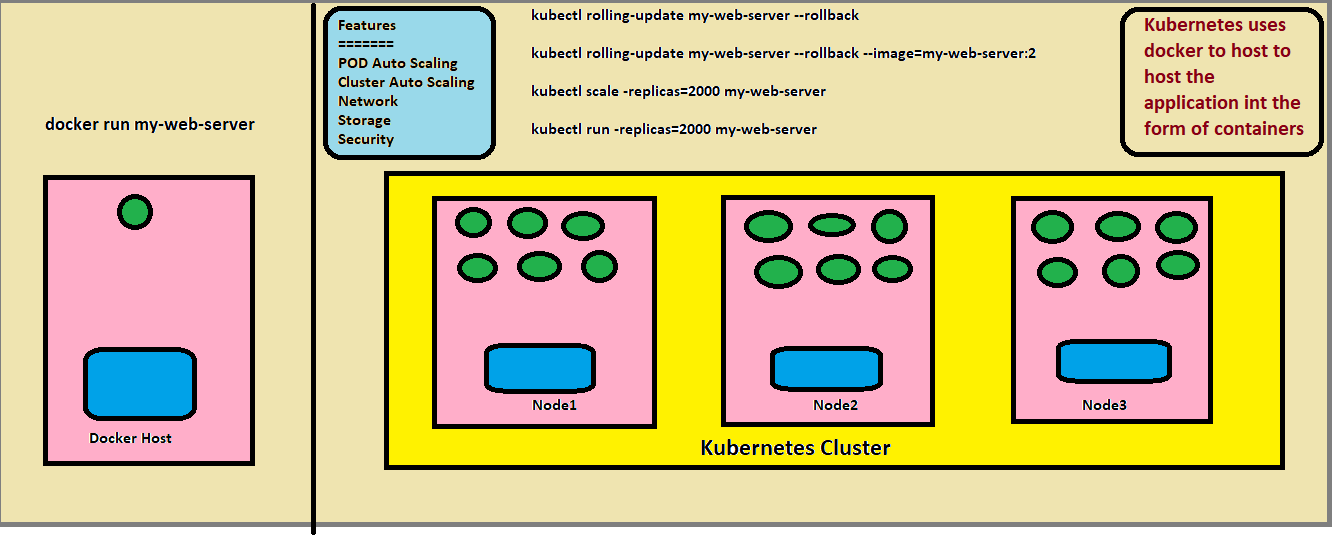 docker run my-web-server
Docker Host
Features
=======
POD Auto Scaling
Cluster Auto Scaling
Network
Storage
Security
kubectl rolling-update my-web-server --rollback
kubectl rolling-update my-web-server --rollback --image=my-web-server:2
kubectl scale -replicas=2000 my-web-server
kubectl run -replicas=2000 my-web-server
Kubernetes uses
docker to host to
host the
application int the
form of containers
Node1
Node2
Node3
Kubernetes Cluster